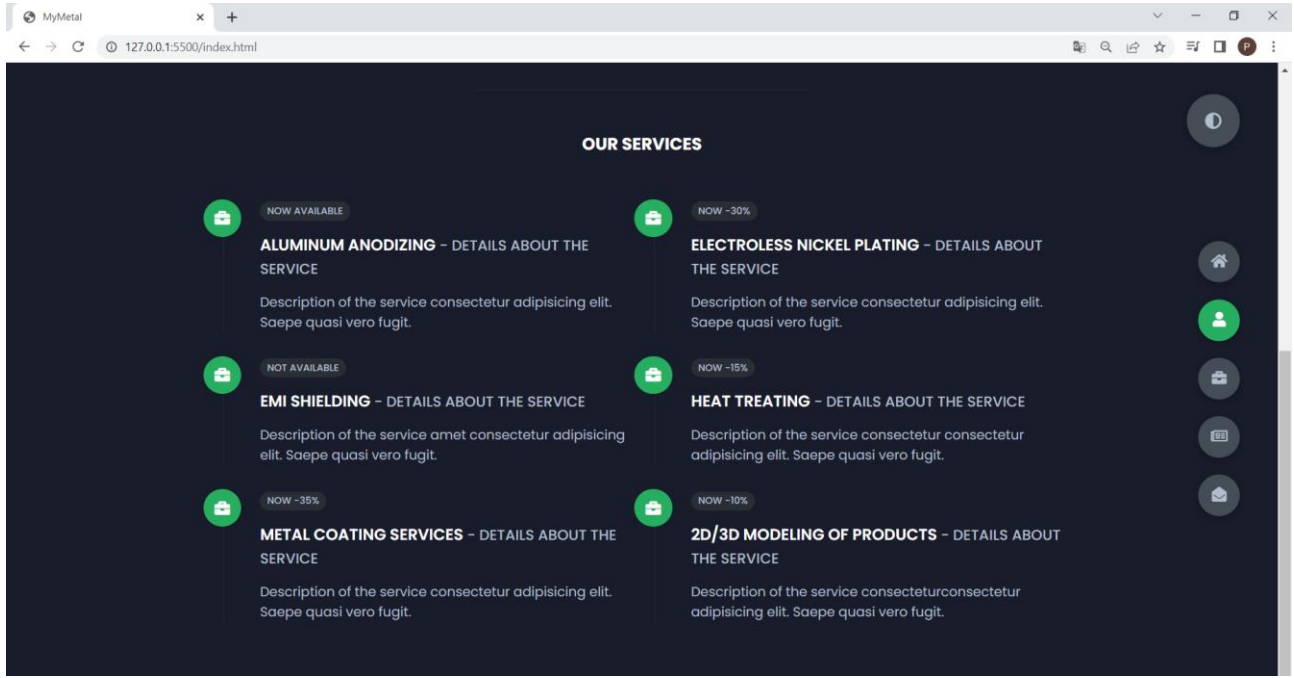 MyMetal
127.0.0.1:5500/index.html
P
OUR SERVICES
NOW AVAILABLE
ALUMINUM ANODIZING - DETAILS ABOUT THE
SERVICE
Description of the service consectetur adipisicing elit.
Saepe quasi vero fugit.
NOW -30%
ELECTROLESS NICKEL PLATING - DETAILS ABOUT
THE SERVICE
Description of the service consectetur adipisicing elit.
Saepe quasi vero fugit.
NOT AVAILABLE
EMI SHIELDING - DETAILS ABOUT THE SERVICE
Description of the service amet consectetur adipisicing
elit. Saepe quasi vero fugit.
NOW -15%
HEAT TREATING - DETAILS ABOUT THE SERVICE
Description of the service consectetur consectetur
adipisicing elit. Saepe quasi vero fugit.
NOW -35%
METAL COATING SERVICES - DETAILS ABOUT THE
SERVICE
Description of the service consectetur adipisicing elit.
Saepe quasi vero fugit.
NOW -10%
2D/3D MODELING OF PRODUCTS - DETAILS ABOUT
THE SERVICE
Description of the service consecteturconsectetur
adipisicing elit. Saepe quasi vero fugit.